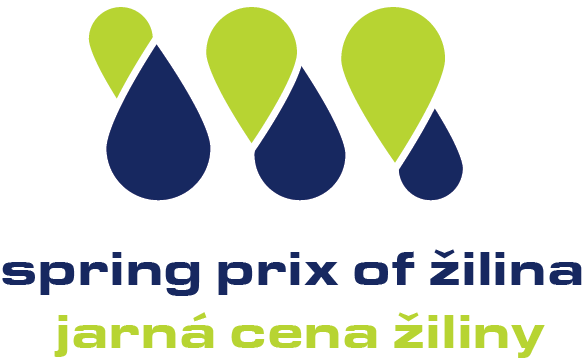 spring prix of žilina
jarná cena žiliny